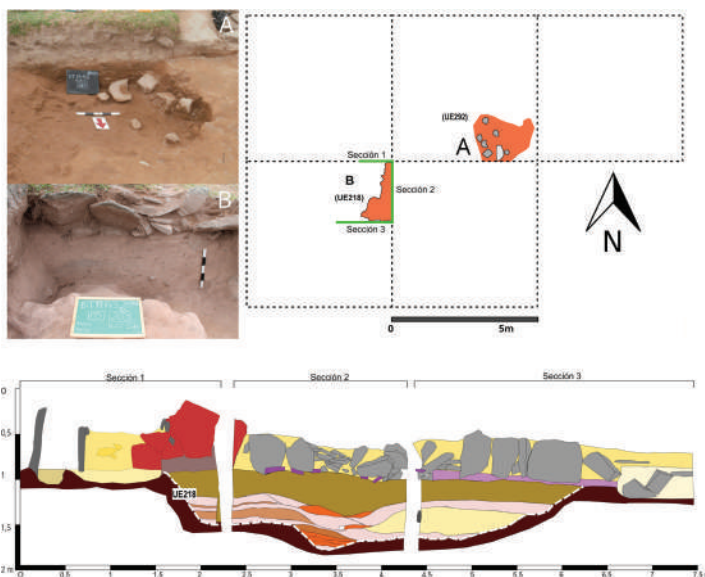 A
B
(UE292)
A
Sección 1
B
(UE218)
Sección 2
Sección 3
N
0 5m
Sección 1 Sección 2 Sección 3
0
0,5
1
UE218
1,5
2 m
0 0.5 1 1.5 2 2.5 3 3.5 4 4.5 5 5.5 6 6.5 7 7.5